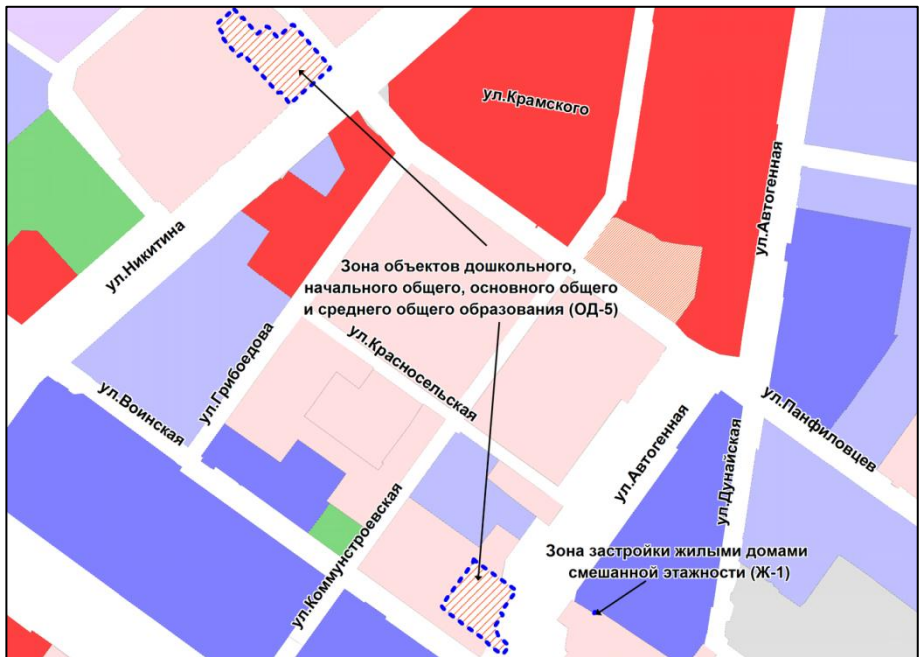 ул.Крамского
ул.Автогенная
ул.Никитина
Зона объектов дошкольного,
начального общего, основного общего
и среднего общего образования (ОД-5)
ул.Грибоедова
ул.Красносельская
ул.Воинская
ул.Автогенная
ул.Панфиловцев
ул.Дунайская
ул.Коммунстроевская
Зона застройки жилыми домами
смешанной этажности (Ж-1)